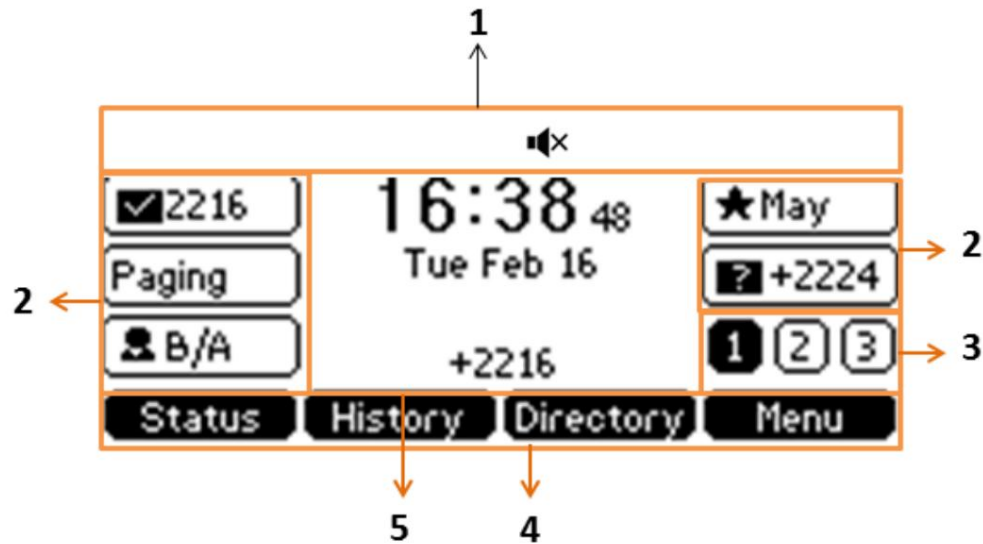 1
16:38 48
Tue Feb 16
+2216
2216
Paging
B/A
2
May
? +2224
2
1 2 3
3
Status History Directory Menu
5 4